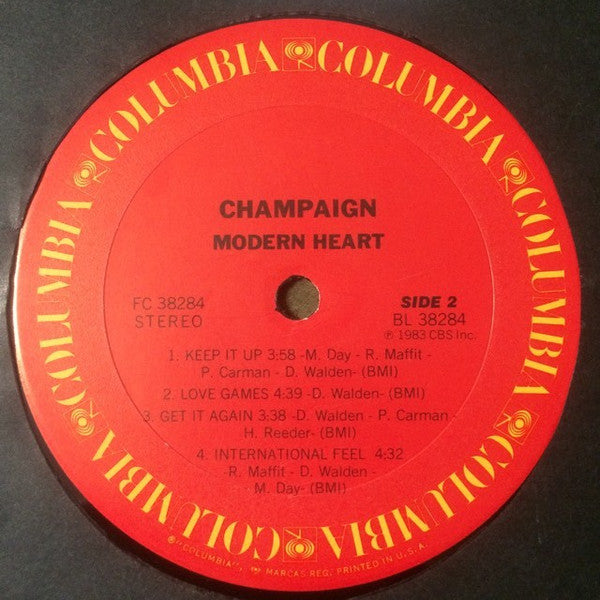 COLUMBIA COLUMBIA COLUMBIA COLUMBIA COLUMBIA COLUMBIA
CHAMPAIGN
MODERN HEART
FC 38284 SIDE 2
STEREO BL 38284
℗ 1983 CBS Inc.
1. KEEP IT UP 3:58 -M. Day - R. Maffit -
P. Carman - D. Walden- (BMI)
2. LOVE GAMES 4:39 -D. Walden- (BMI)
3. GET IT AGAIN 3:38 -D. Walden - P. Carman -
H. Reeder- (BMI)
4. INTERNATIONAL FEEL 4:32
-R. Maffit - D. Walden -
M. Day- (BMI)
"COLUMBIA", MARCAS REG. PRINTED IN U.S.A.